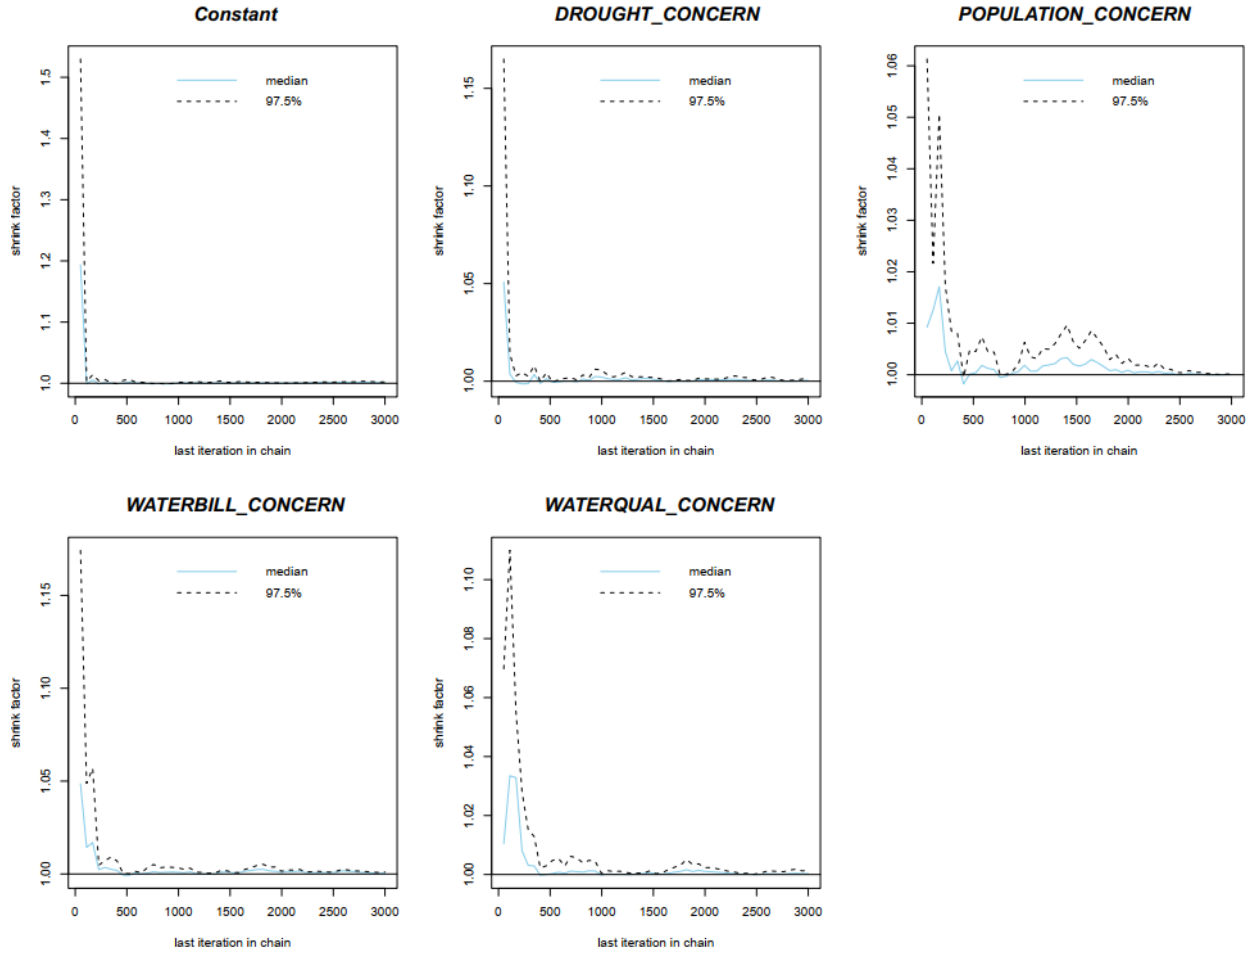 Constant
median
97.5%
shrink factor
1.0 1.1 1.2 1.3 1.4 1.5
0 500 1000 1500 2000 2500 3000
last iteration in chain
DROUGHT_CONCERN
median
97.5%
shrink factor
1.00 1.05 1.10 1.15
0 500 1000 1500 2000 2500 3000
last iteration in chain
POPULATION_CONCERN
median
97.5%
shrink factor
1.00 1.01 1.02 1.03 1.04 1.05 1.06
0 500 1000 1500 2000 2500 3000
last iteration in chain
WATERBILL_CONCERN
median
97.5%
shrink factor
1.00 1.05 1.10 1.15
0 500 1000 1500 2000 2500 3000
last iteration in chain
WATERQUAL_CONCERN
median
97.5%
shrink factor
1.00 1.02 1.04 1.06 1.08 1.10
0 500 1000 1500 2000 2500 3000
last iteration in chain